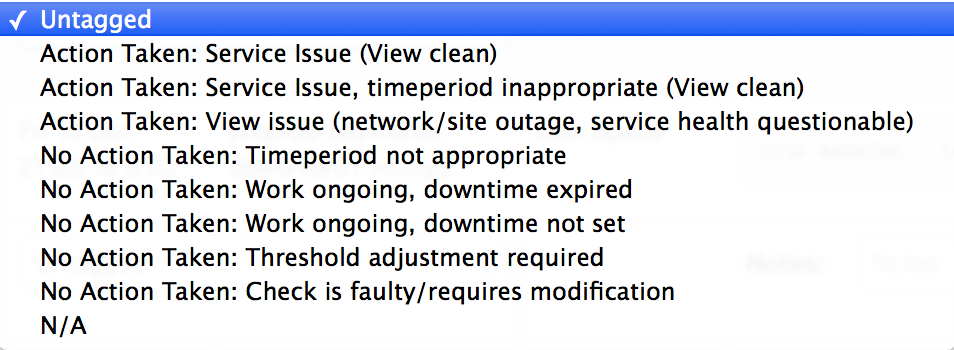 ✓ Untagged
Action Taken: Service Issue (View clean)
Action Taken: Service Issue, timeperiod inappropriate (View clean)
Action Taken: View issue (network/site outage, service health questionable)
No Action Taken: Timeperiod not appropriate
No Action Taken: Work ongoing, downtime expired
No Action Taken: Work ongoing, downtime not set
No Action Taken: Threshold adjustment required
No Action Taken: Check is faulty/requires modification
N/A